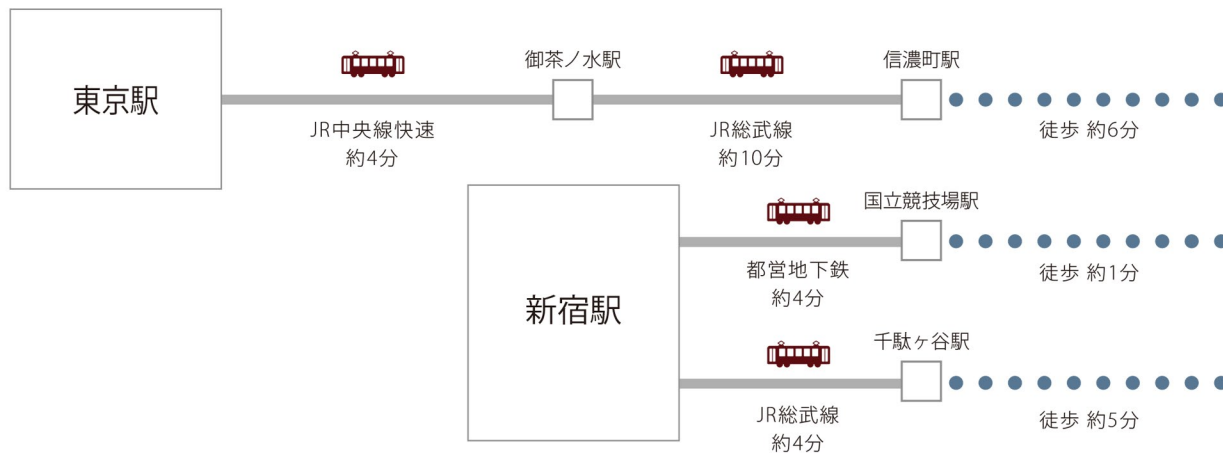 東京駅
JR中央線快速
約4分
御茶ノ水駅
JR総武線
約10分
信濃町駅
徒歩 約6分
新宿駅
都営地下鉄
約4分
国立競技場駅
徒歩 約1分
JR総武線
約4分
千駄ヶ谷駅
徒歩 約5分